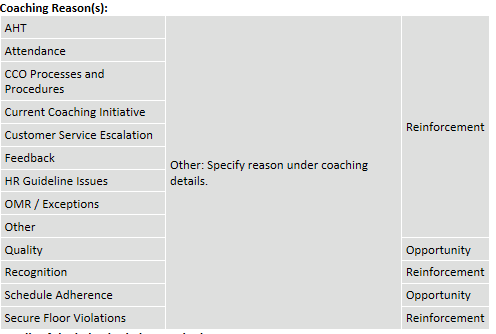 Coaching Reason(s):
AHT
Attendance
CCO Processes and
Procedures
Current Coaching Initiative
Customer Service Escalation
Feedback
HR Guideline Issues
OMR / Exceptions
Other
Other: Specify reason under coaching
details.
Reinforcement
Quality
Opportunity
Recognition
Reinforcement
Schedule Adherence
Opportunity
Secure Floor Violations
Reinforcement